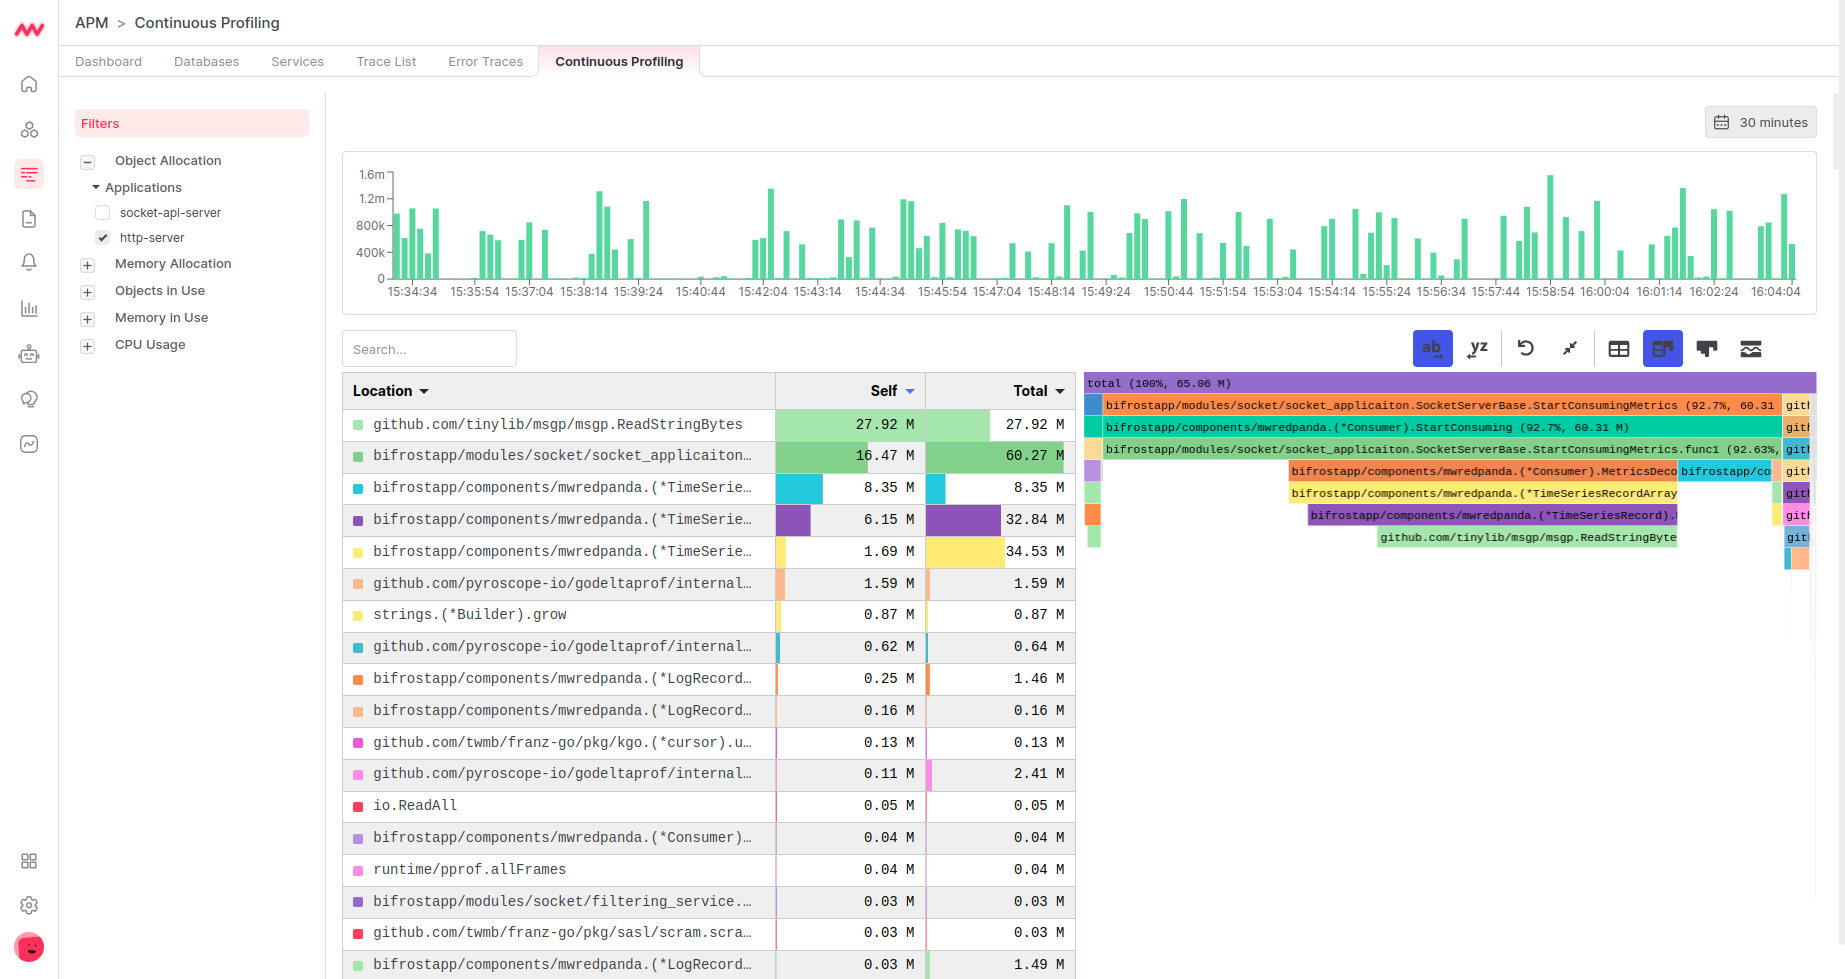 APM > Continuous Profiling
Dashboard Databases Services Trace List Error Traces Continuous Profiling
Filters
Object Allocation
Applications
socket-api-server
http-server
Memory Allocation
Objects in Use
Memory in Use
CPU Usage
30 minutes
1.6m
1.2m
800k
400k
0
15:34:34 15:35:54 15:37:04 15:38:14 15:39:24 15:40:44 15:42:04 15:43:14 15:44:34 15:45:54 15:47:04 15:48:14 15:49:24 15:50:44 15:51:54 15:53:04 15:54:14 15:55:24 15:56:34 15:57:44 15:58:54 16:00:04 16:01:14 16:02:24 16:04:04
Search...
ab yz
Location Self Total
github.com/tinylib/msgp/msgp.ReadStringBytes 27.92 M 27.92 M
bifrostapp/modules/socket/socket_applicaiton… 16.47 M 60.27 M
bifrostapp/components/mwredpanda.(*TimeSerie… 8.35 M 8.35 M
bifrostapp/components/mwredpanda.(*TimeSerie… 6.15 M 32.84 M
bifrostapp/components/mwredpanda.(*TimeSerie… 1.69 M 34.53 M
github.com/pyroscope-io/godeltaprof/internal… 1.59 M 1.59 M
strings.(*Builder).grow 0.87 M 0.87 M
github.com/pyroscope-io/godeltaprof/internal… 0.62 M 0.64 M
bifrostapp/components/mwredpanda.(*LogRecord… 0.25 M 1.46 M
bifrostapp/components/mwredpanda.(*LogRecord… 0.16 M 0.16 M
github.com/twmb/franz-go/pkg/kgo.(*cursor).u… 0.13 M 0.13 M
github.com/pyroscope-io/godeltaprof/internal… 0.11 M 2.41 M
io.ReadAll 0.05 M 0.05 M
bifrostapp/components/mwredpanda.(*Consumer)… 0.04 M 0.04 M
runtime/pprof.allFrames 0.04 M 0.04 M
bifrostapp/modules/socket/filtering_service.… 0.03 M 0.03 M
github.com/twmb/franz-go/pkg/sasl/scram.scra… 0.03 M 0.03 M
bifrostapp/components/mwredpanda.(*LogRecord… 0.03 M 1.49 M
total (100%, 65.06 M)
bifrostapp/modules/socket/socket_applicaiton.SocketServerBase.StartConsumingMetrics (92.7%, 60.31 gith
bifrostapp/components/mwredpanda.(*Consumer).StartConsuming (92.7%, 60.31 M) gith
bifrostapp/modules/socket/socket_applicaiton.SocketServerBase.StartConsumingMetrics.func1 (92.63%, gith
bifrostapp/components/mwredpanda.(*Consumer).MetricsDeco bifrostapp/co gith
bifrostapp/components/mwredpanda.(*TimeSeriesRecordArray gith
bifrostapp/components/mwredpanda.(*TimeSeriesRecord). gith
github.com/tinylib/msgp/msgp.ReadStringByte git